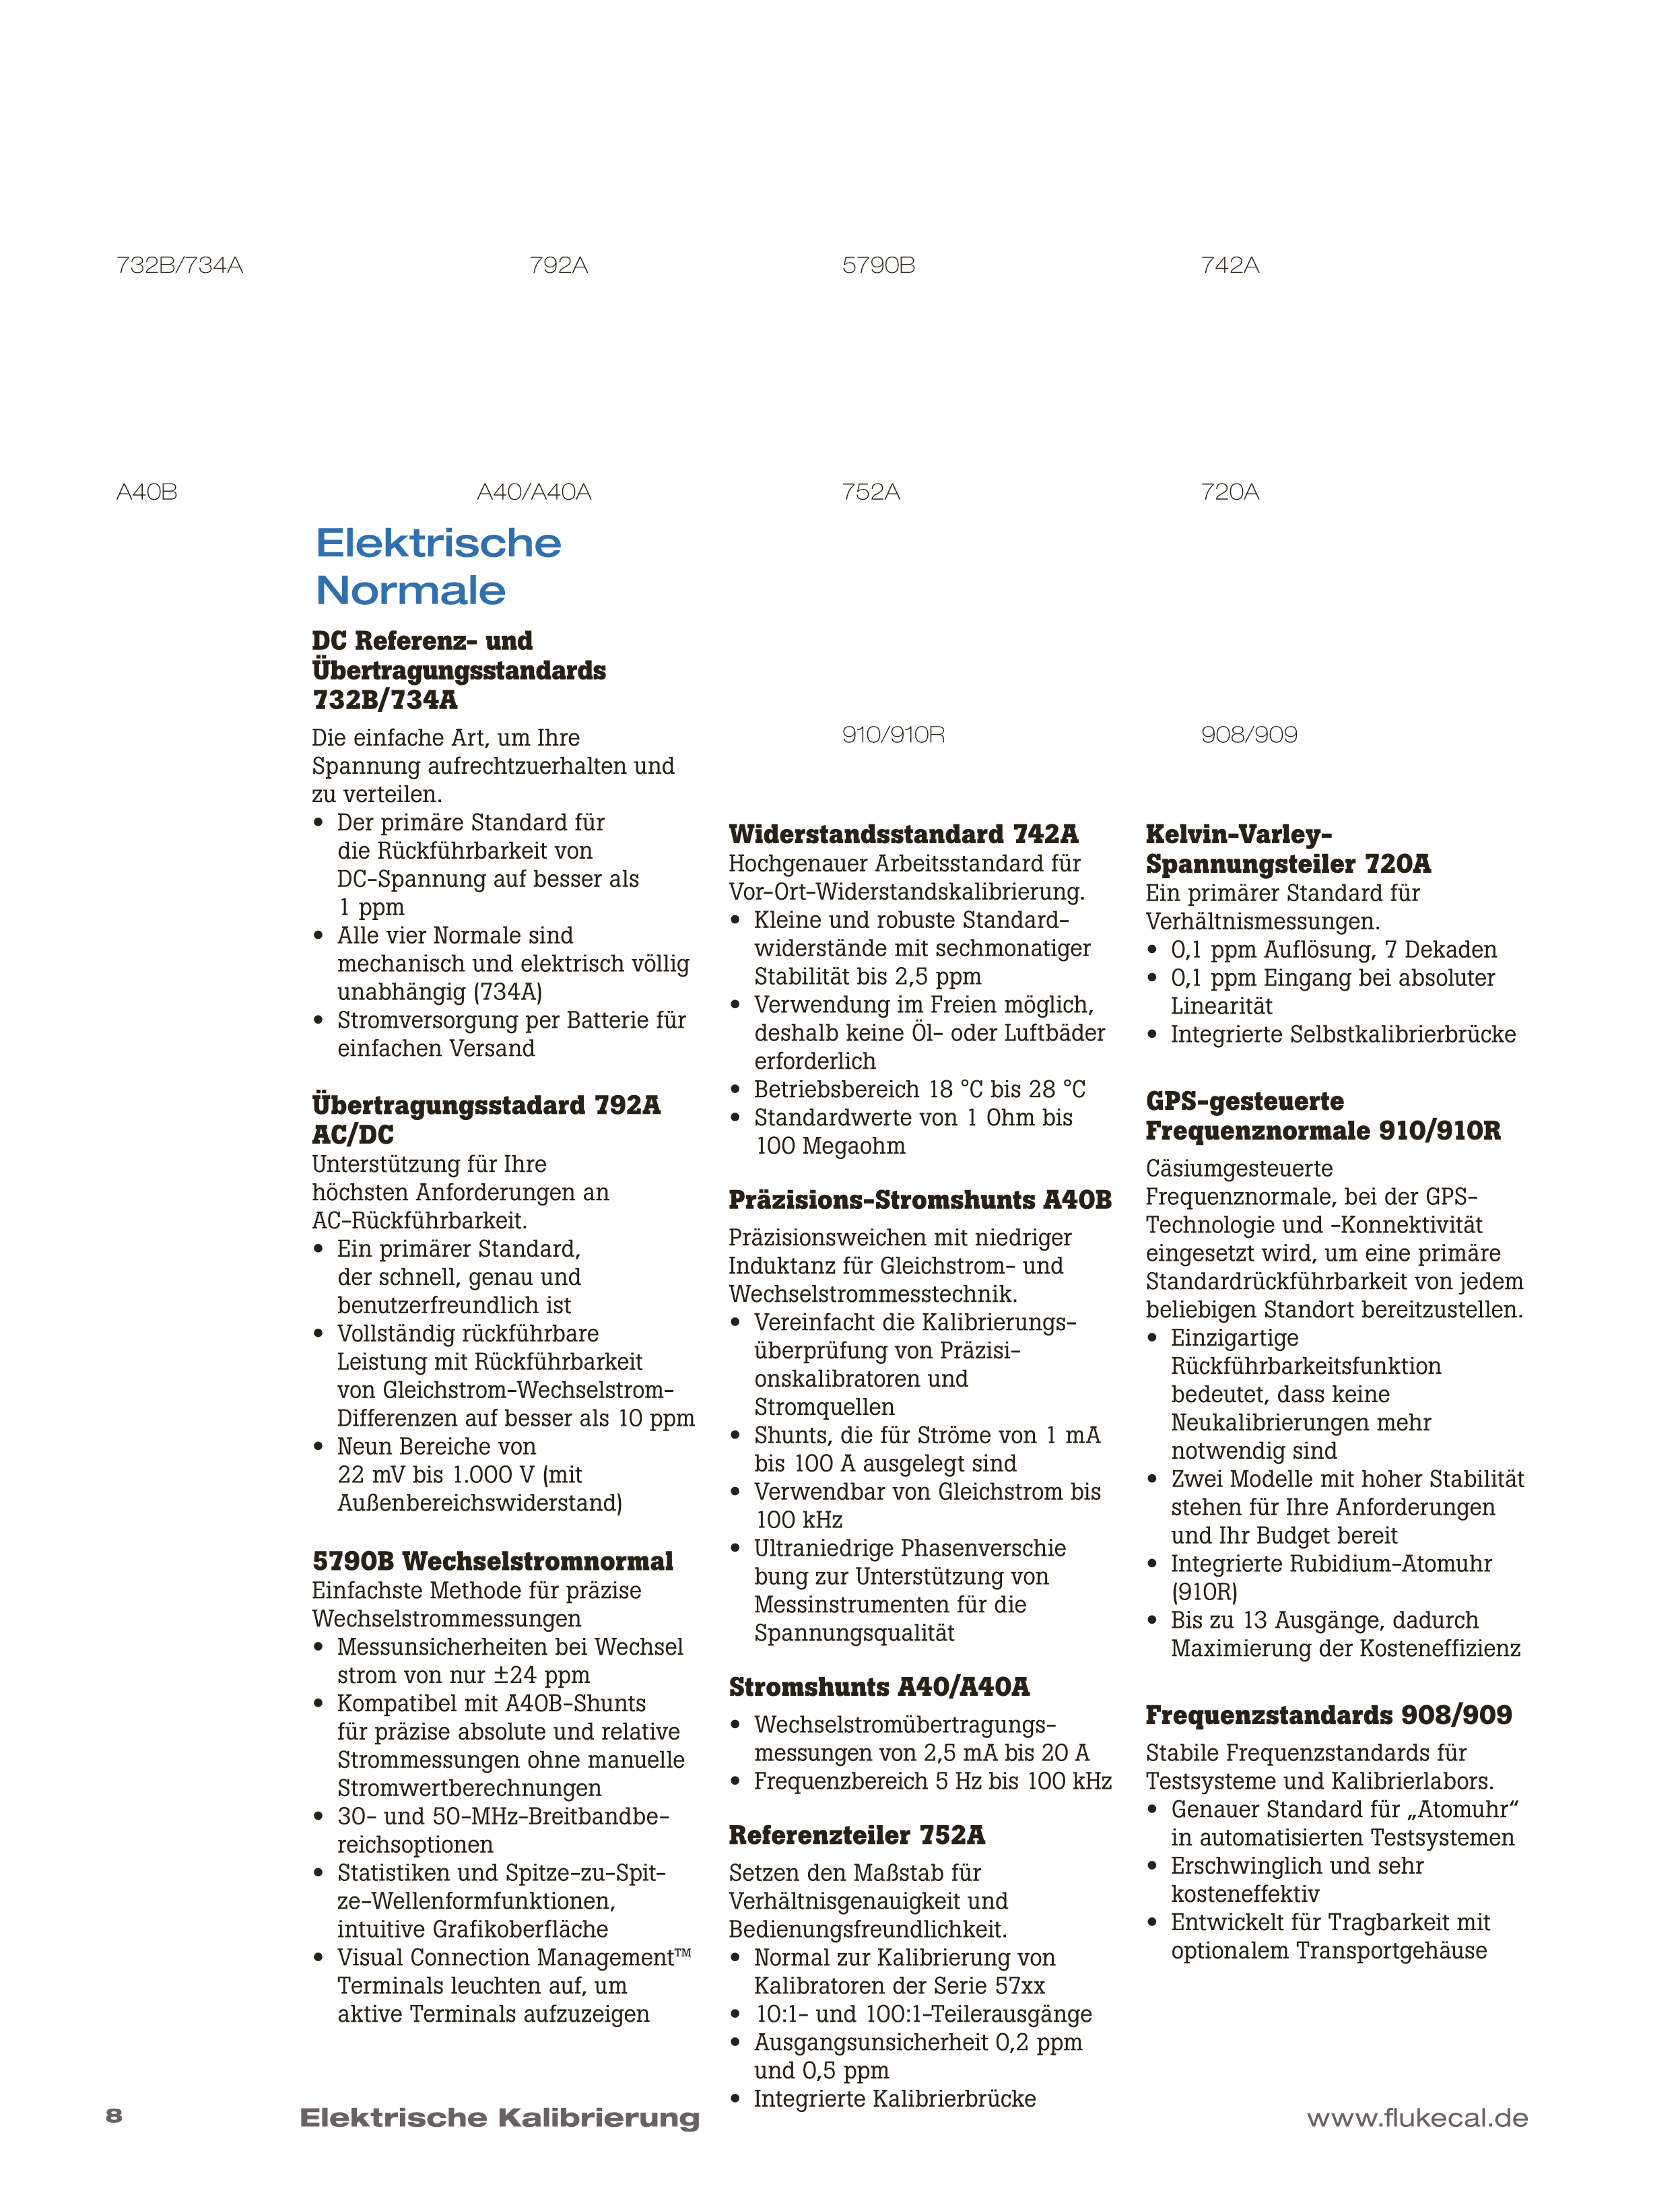 732B/734A
792A
5790B
742A
A40B
A40/A40A
752A
720A
910/910R
908/909
Elektrische
Normale
DC Referenz- und
Übertragungsstandards
732B/734A
Die einfache Art, um Ihre
Spannung aufrechtzuerhalten und
zu verteilen.
• Der primäre Standard für
die Rückführbarkeit von
DC-Spannung auf besser als
1 ppm
• Alle vier Normale sind
mechanisch und elektrisch völlig
unabhängig (734A)
• Stromversorgung per Batterie für
einfachen Versand
Übertragungsstadard 792A
AC/DC
Unterstützung für Ihre
höchsten Anforderungen an
AC-Rückführbarkeit.
• Ein primärer Standard,
der schnell, genau und
benutzerfreundlich ist
• Vollständig rückführbare
Leistung mit Rückführbarkeit
von Gleichstrom-Wechselstrom-
Differenzen auf besser als 10 ppm
• Neun Bereiche von
22 mV bis 1.000 V (mit
Außenbereichswiderstand)
5790B Wechselstromnormal
Einfachste Methode für präzise
Wechselstrommessungen
• Messunsicherheiten bei Wechsel
strom von nur ±24 ppm
• Kompatibel mit A40B-Shunts
für präzise absolute und relative
Strommessungen ohne manuelle
Stromwertberechnungen
• 30- und 50-MHz-Breitbandbe-
reichsoptionen
• Statistiken und Spitze-zu-Spit-
ze-Wellenformfunktionen,
intuitive Grafikoberfläche
• Visual Connection Management™
Terminals leuchten auf, um
aktive Terminals aufzuzeigen
Widerstandsstandard 742A
Hochgenauer Arbeitsstandard für
Vor-Ort-Widerstandskalibrierung.
• Kleine und robuste Standard-
widerstände mit sechmonatiger
Stabilität bis 2,5 ppm
• Verwendung im Freien möglich,
deshalb keine Öl- oder Luftbäder
erforderlich
• Betriebsbereich 18 °C bis 28 °C
• Standardwerte von 1 Ohm bis
100 Megaohm
Präzisions-Stromshunts A40B
Präzisionsweichen mit niedriger
Induktanz für Gleichstrom- und
Wechselstrommesstechnik.
• Vereinfacht die Kalibrierungs-
überprüfung von Präzisi-
onskalibratoren und
Stromquellen
• Shunts, die für Ströme von 1 mA
bis 100 A ausgelegt sind
• Verwendbar von Gleichstrom bis
100 kHz
• Ultraniedrige Phasenverschie
bung zur Unterstützung von
Messinstrumenten für die
Spannungsqualität
Stromshunts A40/A40A
• Wechselstromübertragungs-
messungen von 2,5 mA bis 20 A
• Frequenzbereich 5 Hz bis 100 kHz
Referenzteiler 752A
Setzen den Maßstab für
Verhältnisgenauigkeit und
Bedienungsfreundlichkeit.
• Normal zur Kalibrierung von
Kalibratoren der Serie 57xx
• 10:1- und 100:1-Teilerausgänge
• Ausgangsunsicherheit 0,2 ppm
und 0,5 ppm
• Integrierte Kalibrierbrücke
Kelvin-Varley-
Spannungsteiler 720A
Ein primärer Standard für
Verhältnismessungen.
• 0,1 ppm Auflösung, 7 Dekaden
• 0,1 ppm Eingang bei absoluter
Linearität
• Integrierte Selbstkalibrierbrücke
GPS-gesteuerte
Frequenznormale 910/910R
Cäsiumgesteuerte
Frequenznormale, bei der GPS-
Technologie und -Konnektivität
eingesetzt wird, um eine primäre
Standardrückführbarkeit von jedem
beliebigen Standort bereitzustellen.
• Einzigartige
Rückführbarkeitsfunktion
bedeutet, dass keine
Neukalibrierungen mehr
notwendig sind
• Zwei Modelle mit hoher Stabilität
stehen für Ihre Anforderungen
und Ihr Budget bereit
• Integrierte Rubidium-Atomuhr
(910R)
• Bis zu 13 Ausgänge, dadurch
Maximierung der Kosteneffizienz
Frequenzstandards 908/909
Stabile Frequenzstandards für
Testsysteme und Kalibrierlabors.
• Genauer Standard für „Atomuhr“
in automatisierten Testsystemen
• Erschwinglich und sehr
kosteneffektiv
• Entwickelt für Tragbarkeit mit
optionalem Transportgehäuse
8
Elektrische Kalibrierung
www.flukecal.de